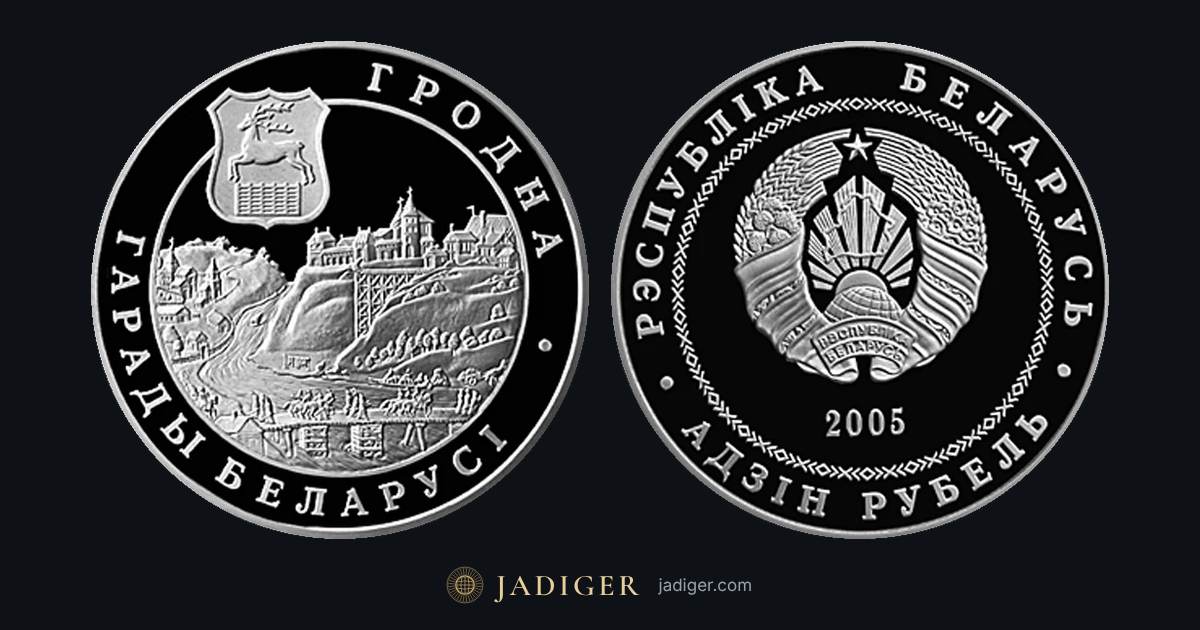 ГРОДНА
ГАРАДЫ БЕЛАРУСІ
РЭСПУБЛІКА БЕЛАРУСЬ
РЭСПУБЛІКА
БЕЛАРУСЬ
2005
АДЗІН РУБЕЛЬ
JADIGER
jadiger.com